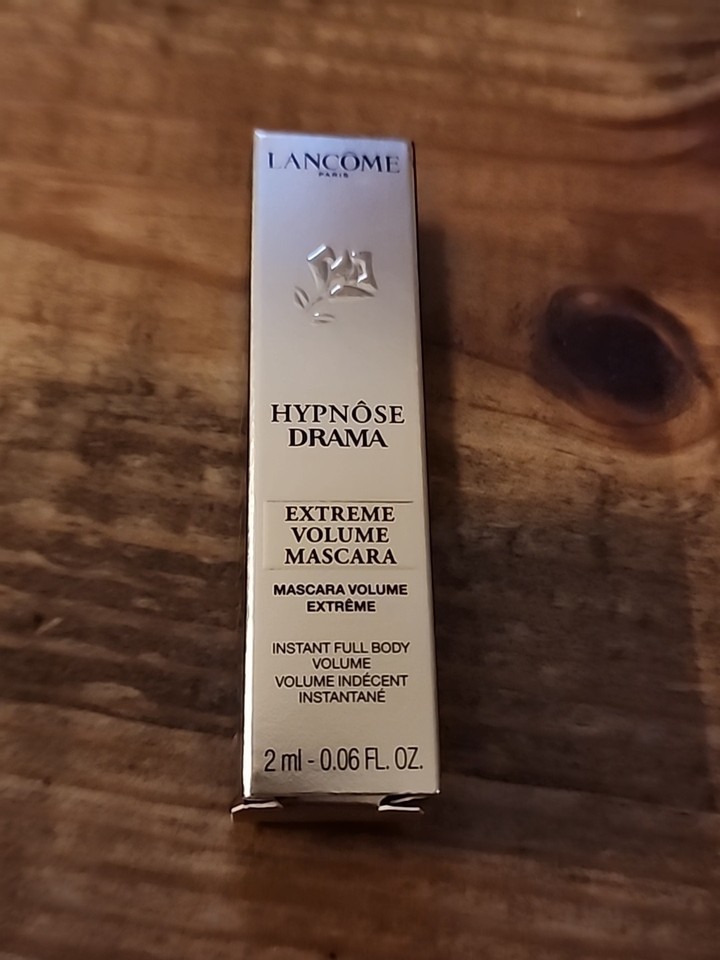 LANCÔME
PARIS
HYPNÔSE
DRAMA
EXTREME
VOLUME
MASCARA
MASCARA VOLUME
EXTRÊME
INSTANT FULL BODY
VOLUME
VOLUME INDÉCENT
INSTANTANÉ
2 ml - 0.06 FL. OZ.